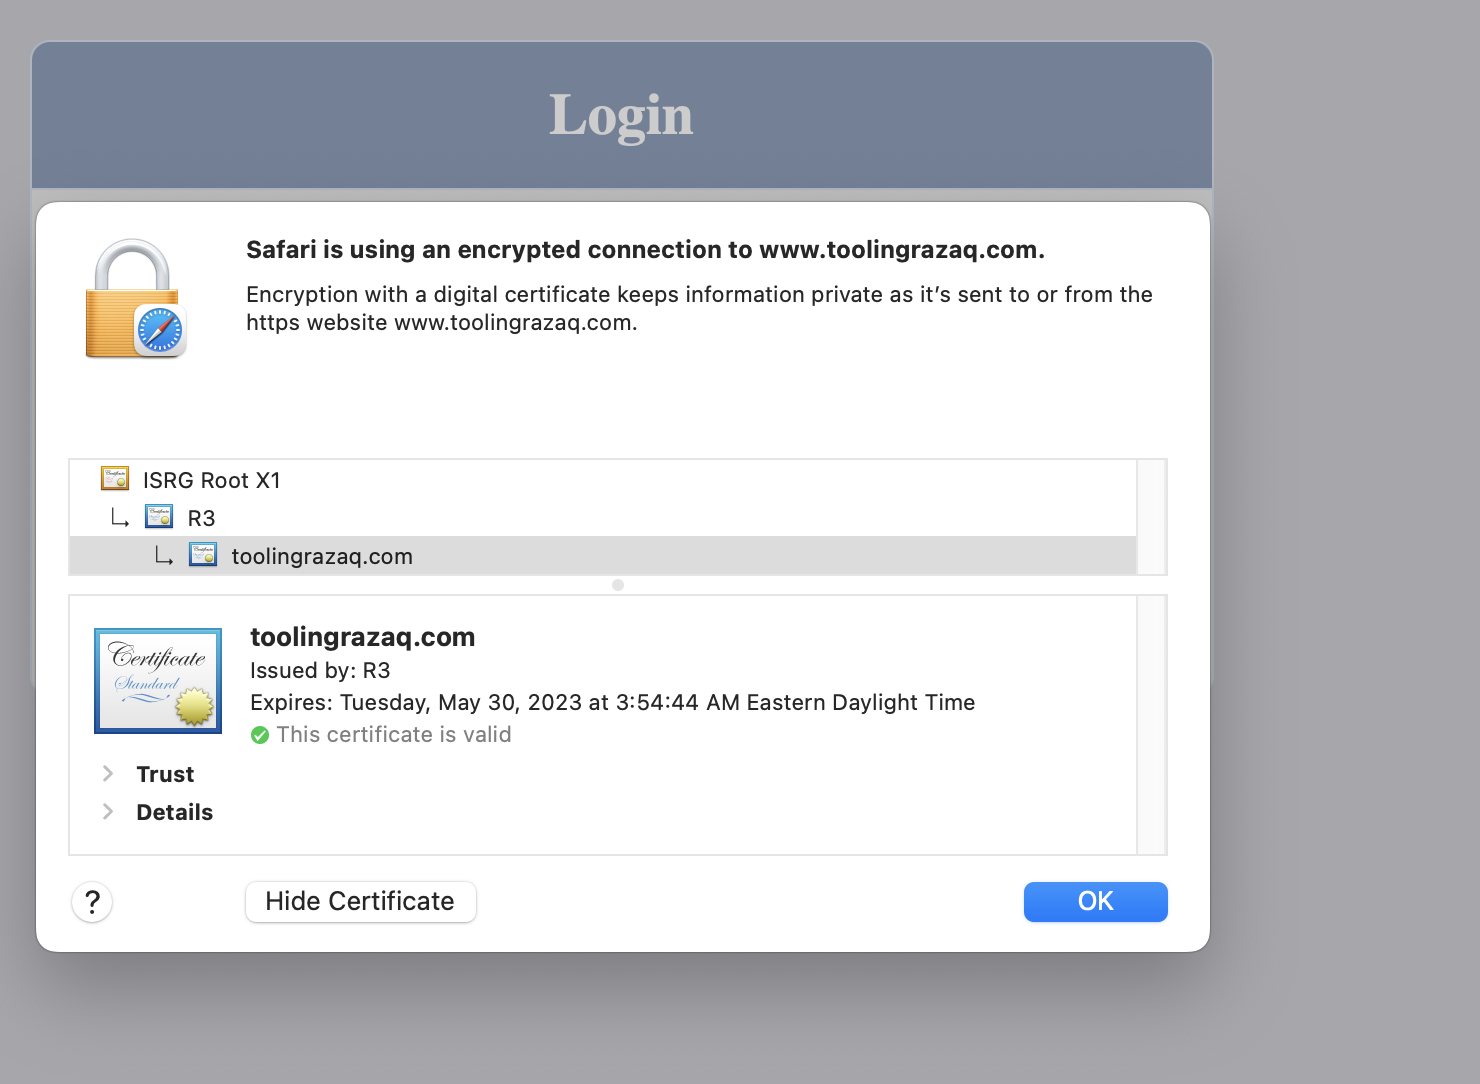 Login
Safari is using an encrypted connection to www.toolingrazaq.com.
Encryption with a digital certificate keeps information private as it’s sent to or from the
https website www.toolingrazaq.com.
ISRG Root X1
R3
toolingrazaq.com
Certificate
Standard
toolingrazaq.com
Issued by: R3
Expires: Tuesday, May 30, 2023 at 3:54:44 AM Eastern Daylight Time
This certificate is valid
Trust
Details
?
Hide Certificate
OK